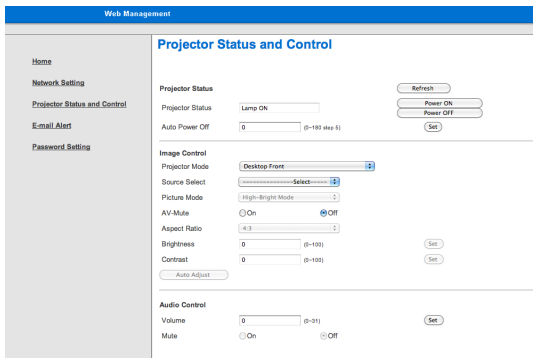 Web Management
Projector Status and Control
Home
Network Setting
Projector Status and Control
E-mail Alert
Password Setting
Projector Status
Refresh
Projector Status
Lamp ON
Power ON
Power OFF
Auto Power Off
0
(0~180 step 5)
Set
Image Control
Projector Mode
Desktop Front
Source Select
---------------Select-----
Picture Mode
High-Bright Mode
AV-Mute
On
Off
Aspect Ratio
4:3
Brightness
0
(0~100)
Set
Contrast
0
(0~100)
Set
Auto Adjust
Audio Control
Volume
0
(0~31)
Set
Mute
On
Off